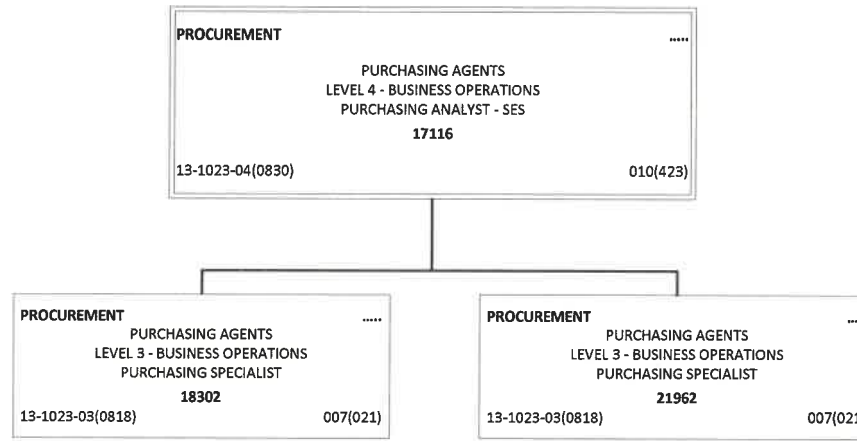 PROCUREMENT .....
PURCHASING AGENTS
LEVEL 4 - BUSINESS OPERATIONS
PURCHASING ANALYST - SES
17116
13-1023-04(0830) 010(423)
PROCUREMENT .....
PURCHASING AGENTS
LEVEL 3 - BUSINESS OPERATIONS
PURCHASING SPECIALIST
18302
13-1023-03(0818) 007(021)
PROCUREMENT ...
PURCHASING AGENTS
LEVEL 3 - BUSINESS OPERATIONS
PURCHASING SPECIALIST
21962
13-1023-03(0818) 007(021